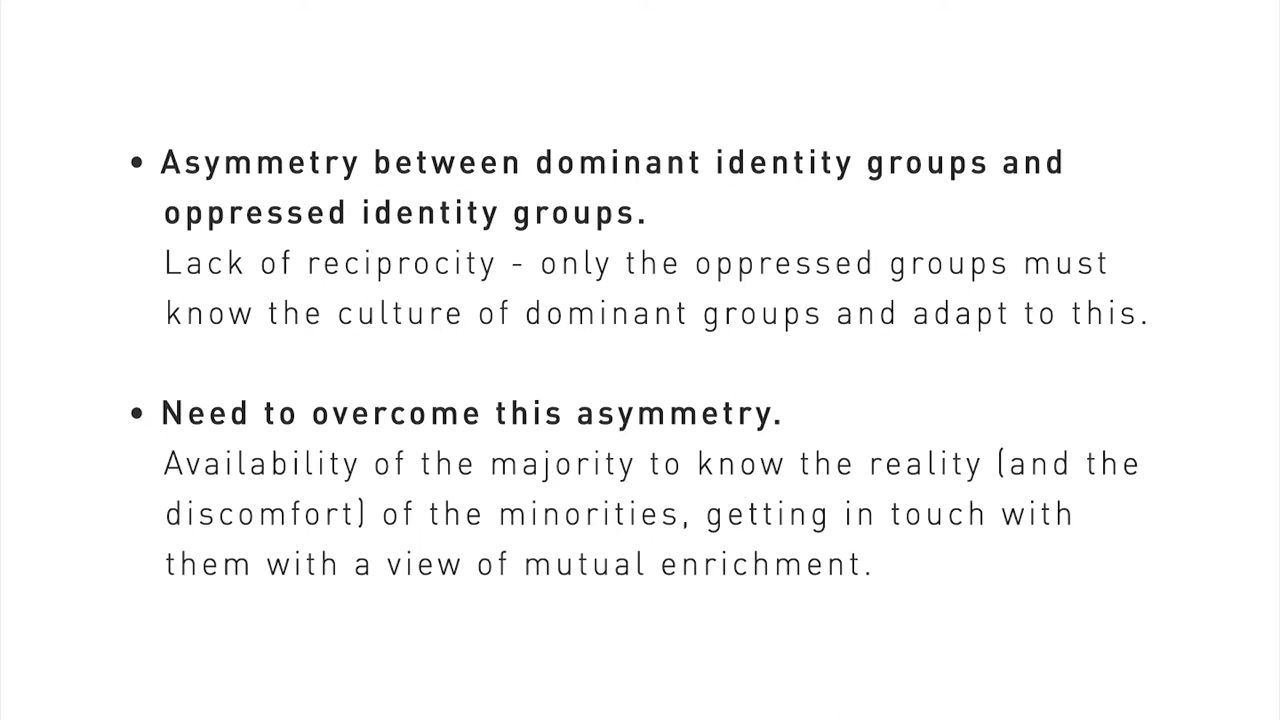 • Asymmetry between dominant identity groups and
oppressed identity groups.
Lack of reciprocity - only the oppressed groups must
know the culture of dominant groups and adapt to this.
• Need to overcome this asymmetry.
Availability of the majority to know the reality (and the
discomfort) of the minorities, getting in touch with
them with a view of mutual enrichment.